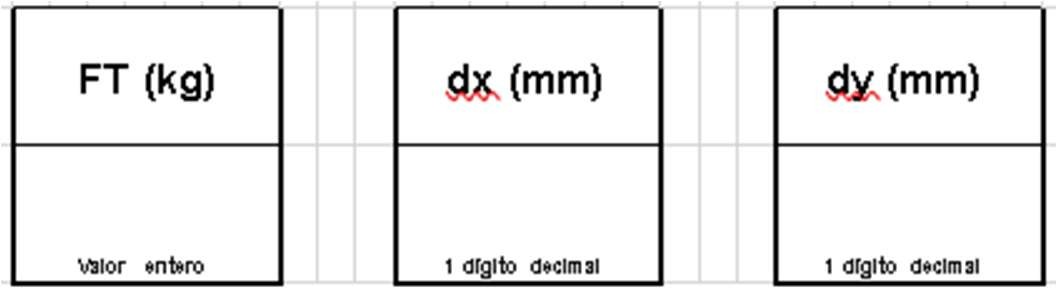 FT (kg)
dx (mm)
dy (mm)
Valor entero
1 dígito decimal
1 dígito decimal